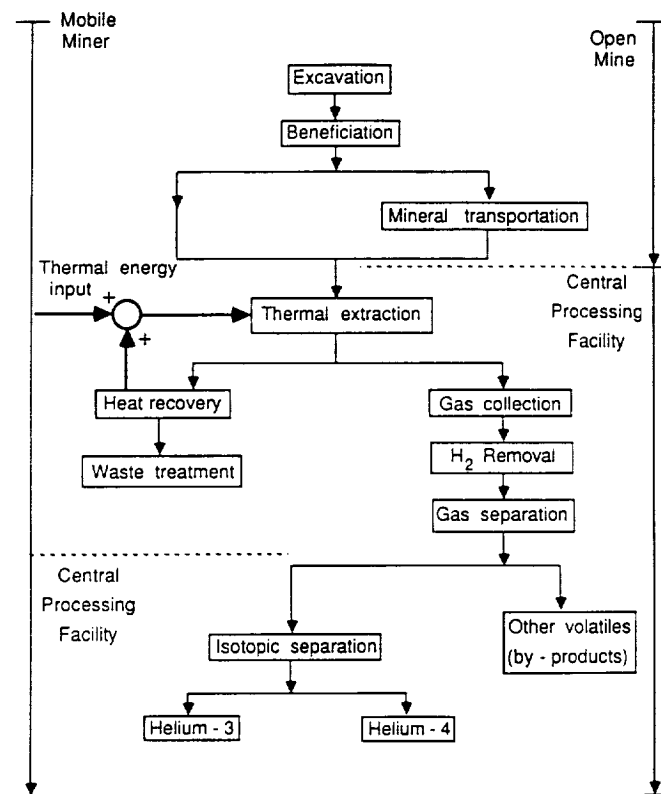 Mobile
Miner
Open
Mine
Excavation
Beneficiation
Mineral transportation
Thermal energy
input
+
+
Thermal extraction
Central
Processing
Facility
Heat recovery
Gas collection
Waste treatment
H2 Removal
Gas separation
Central
Processing
Facility
Isotopic separation
Other volatiles
(by - products)
Helium - 3
Helium - 4